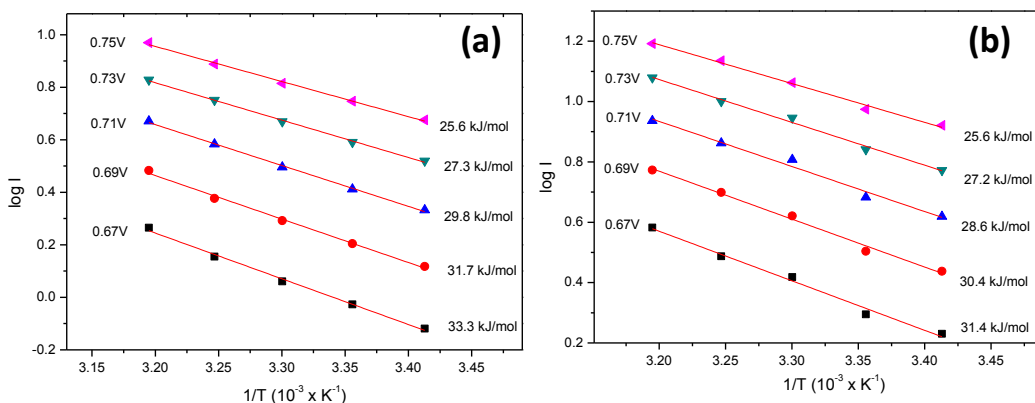 (a)
log I
1.0
0.8
0.6
0.4
0.2
0.0
-0.2
0.75V
0.73V
0.71V
0.69V
0.67V
25.6 kJ/mol
27.3 kJ/mol
29.8 kJ/mol
31.7 kJ/mol
33.3 kJ/mol
3.15 3.20 3.25 3.30 3.35 3.40 3.45
1/T (10⁻³ x K⁻¹)
(b)
log I
1.2
1.0
0.8
0.6
0.4
0.2
0.75V
0.73V
0.71V
0.69V
0.67V
25.6 kJ/mol
27.2 kJ/mol
28.6 kJ/mol
30.4 kJ/mol
31.4 kJ/mol
3.20 3.25 3.30 3.35 3.40 3.45
1/T (10⁻³ x K⁻¹)